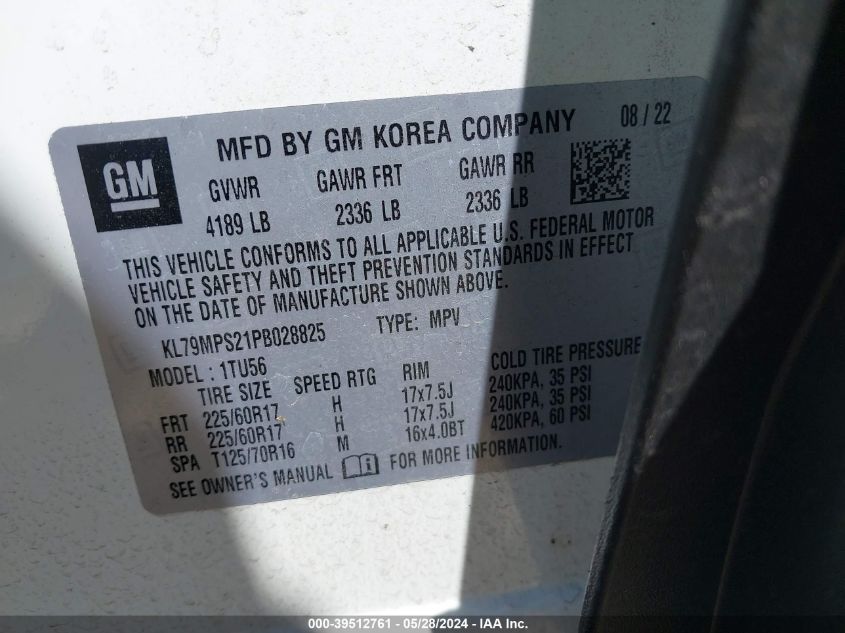 MFD BY GM KOREA COMPANY 08 / 22
GM
GVWR GAWR FRT GAWR RR
4189 LB 2336 LB 2336 LB
THIS VEHICLE CONFORMS TO ALL APPLICABLE U.S. FEDERAL MOTOR
VEHICLE SAFETY AND THEFT PREVENTION STANDARDS IN EFFECT
ON THE DATE OF MANUFACTURE SHOWN ABOVE.
KL79MPS21PB028825 TYPE: MPV
MODEL : 1TU56
TIRE SIZE SPEED RTG RIM COLD TIRE PRESSURE
FRT 225/60R17 H 17x7.5J 240KPA, 35 PSI
RR 225/60R17 H 17x7.5J 240KPA, 35 PSI
SPA T125/70R16 M 16x4.0BT 420KPA, 60 PSI
SEE OWNER'S MANUAL FOR MORE INFORMATION.
000-39512761 - 05/28/2024 - IAA Inc.